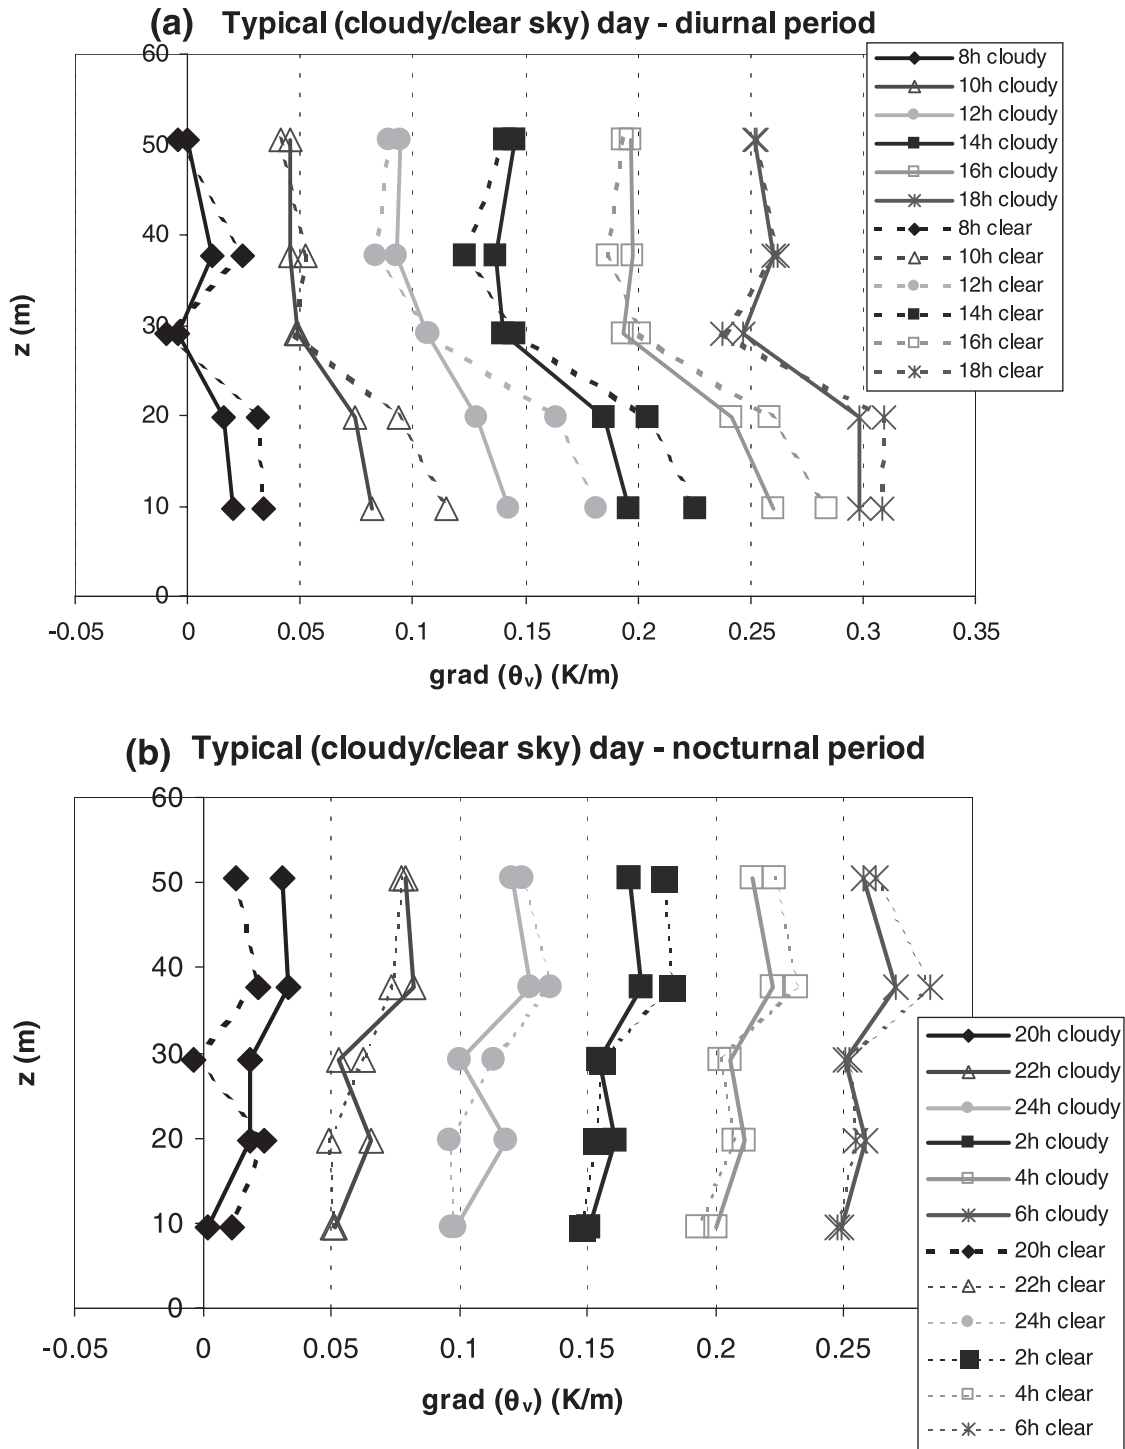 (a) Typical (cloudy/clear sky) day - diurnal period
60
50
40
30
20
10
0
z (m)
-0.05 0 0.05 0.1 0.15 0.2 0.25 0.3 0.35
grad (θv) (K/m)
8h cloudy
10h cloudy
12h cloudy
14h cloudy
16h cloudy
18h cloudy
8h clear
10h clear
12h clear
14h clear
16h clear
18h clear
(b) Typical (cloudy/clear sky) day - nocturnal period
60
50
40
30
20
10
0
z (m)
-0.05 0 0.05 0.1 0.15 0.2 0.25
grad (θv) (K/m)
20h cloudy
22h cloudy
24h cloudy
2h cloudy
4h cloudy
6h cloudy
20h clear
22h clear
24h clear
2h clear
4h clear
6h clear